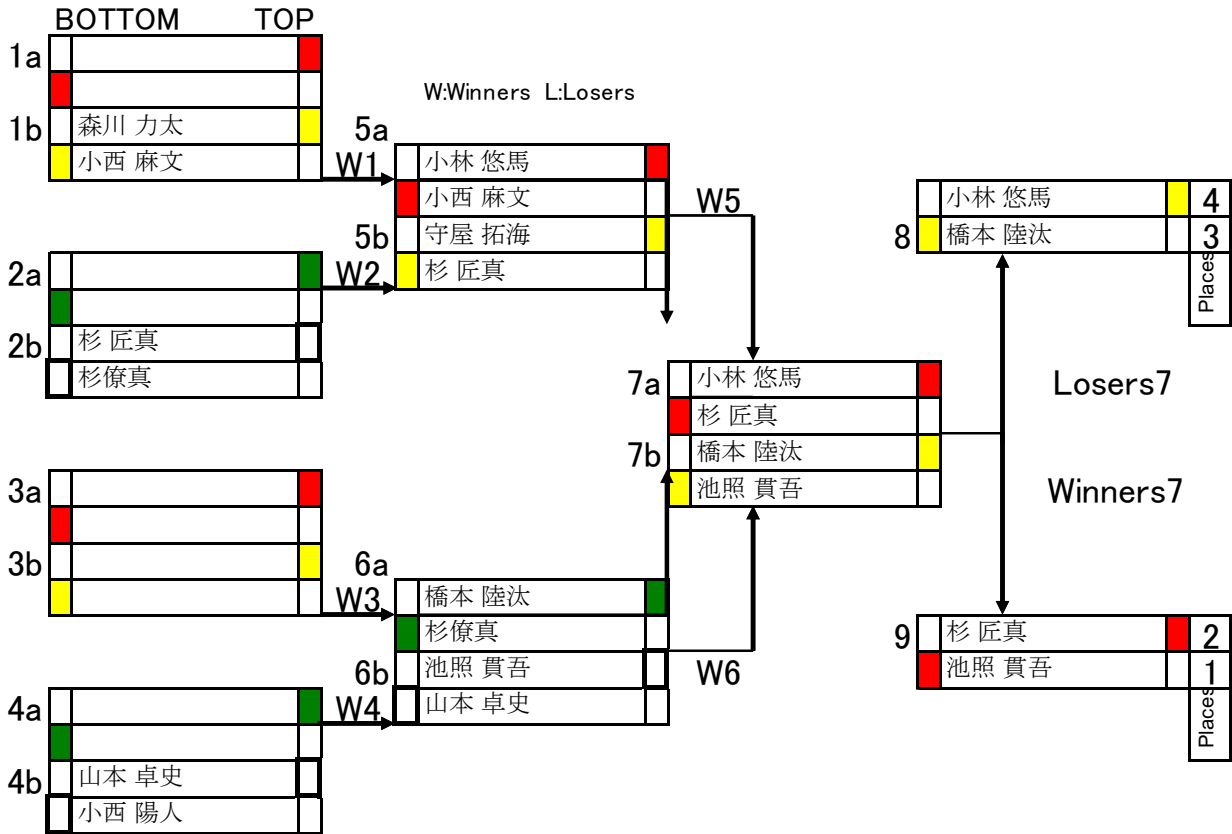 BOTTOM TOP
1a
W:Winners L:Losers
1b 森川 力太
小西 麻文
W1
5a
小林 悠馬
小西 麻文
5b 守屋 拓海
杉 匠真
W5
小林 悠馬 4
8 橋本 陸汰 3
Places
2a
W2
2b 杉 匠真
杉僚真
7a 小林 悠馬
杉 匠真
7b 橋本 陸汰
池照 貫吾
Losers7
Winners7
3a
3b
W3
6a
橋本 陸汰
杉僚真
6b 池照 貫吾
山本 卓史
W6
9 杉 匠真 2
池照 貫吾 1
Places
4a
W4
4b 山本 卓史
小西 陽人